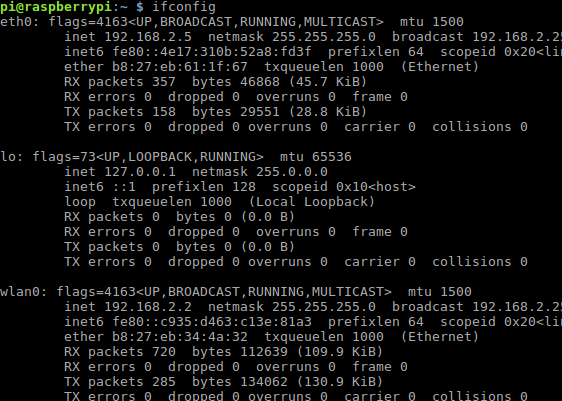 pi@raspberrypi:~ $ ifconfig
eth0: flags=4163<UP,BROADCAST,RUNNING,MULTICAST>  mtu 1500
        inet 192.168.2.5  netmask 255.255.255.0  broadcast 192.168.2.25
        inet6 fe80::4e17:310b:52a8:fd3f  prefixlen 64  scopeid 0x20<lin
        ether b8:27:eb:61:1f:67  txqueuelen 1000  (Ethernet)
        RX packets 357  bytes 46868 (45.7 KiB)
        RX errors 0  dropped 0  overruns 0  frame 0
        TX packets 158  bytes 29551 (28.8 KiB)
        TX errors 0  dropped 0 overruns 0  carrier 0  collisions 0

lo: flags=73<UP,LOOPBACK,RUNNING>  mtu 65536
        inet 127.0.0.1  netmask 255.0.0.0
        inet6 ::1  prefixlen 128  scopeid 0x10<host>
        loop  txqueuelen 1000  (Local Loopback)
        RX packets 0  bytes 0 (0.0 B)
        RX errors 0  dropped 0  overruns 0  frame 0
        TX packets 0  bytes 0 (0.0 B)
        TX errors 0  dropped 0 overruns 0  carrier 0  collisions 0

wlan0: flags=4163<UP,BROADCAST,RUNNING,MULTICAST>  mtu 1500
        inet 192.168.2.2  netmask 255.255.255.0  broadcast 192.168.2.25
        inet6 fe80::c935:d463:c13e:81a3  prefixlen 64  scopeid 0x20<lin
        ether b8:27:eb:34:4a:32  txqueuelen 1000  (Ethernet)
        RX packets 720  bytes 112639 (109.9 KiB)
        RX errors 0  dropped 0  overruns 0  frame 0
        TX packets 285  bytes 134062 (130.9 KiB)
        TX errors 0  dropped 0 overruns 0  carrier 0  collisions 0